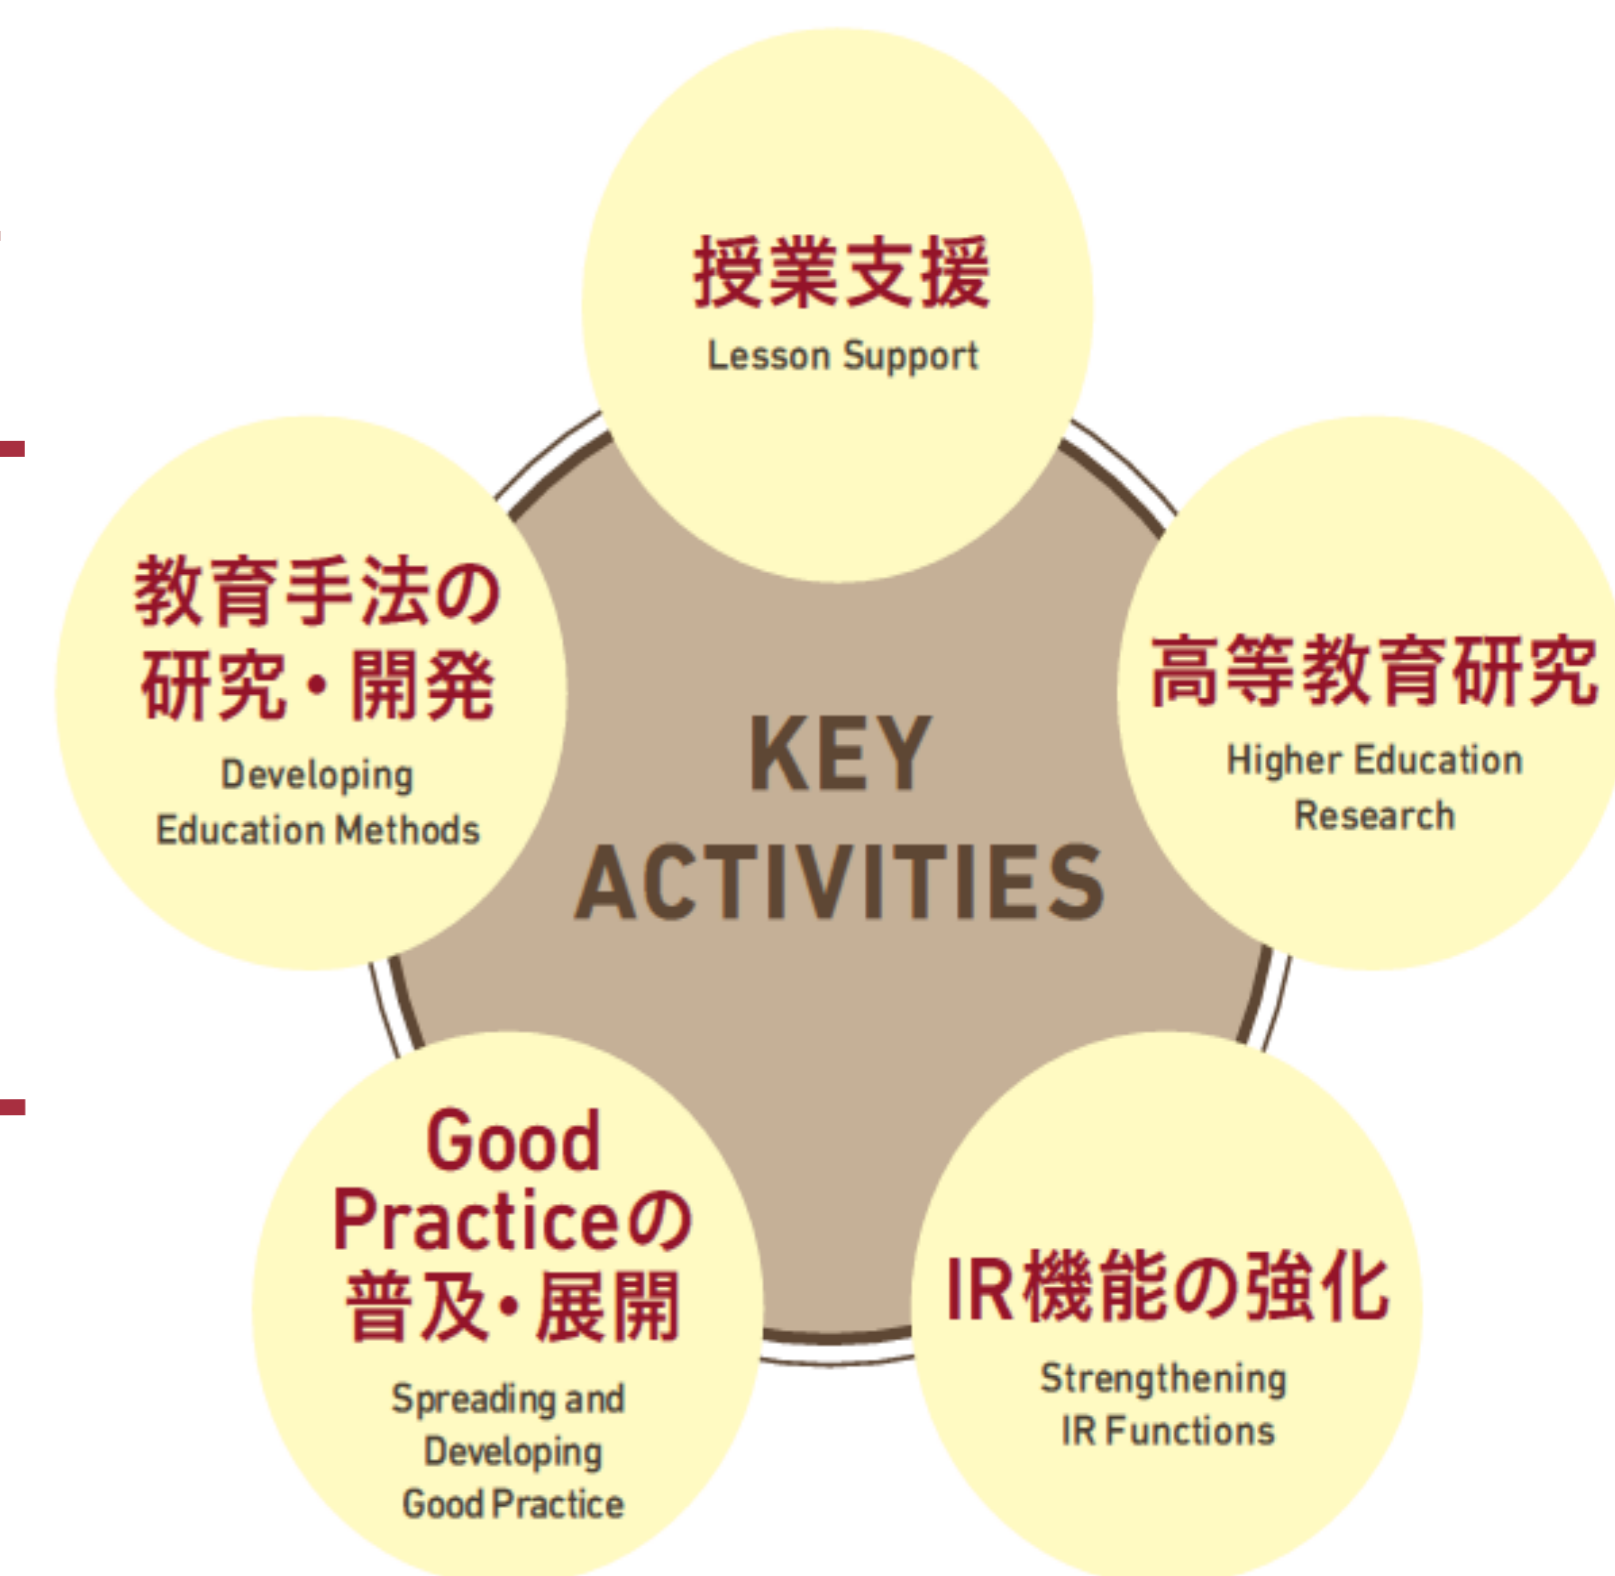 授業支援
Lesson Support
教育手法の
研究・開発
Developing
Education Methods
高等教育研究
Higher Education
Research
KEY
ACTIVITIES
Good
Practiceの
普及・展開
Spreading and
Developing
Good Practice
IR機能の強化
Strengthening
IR Functions